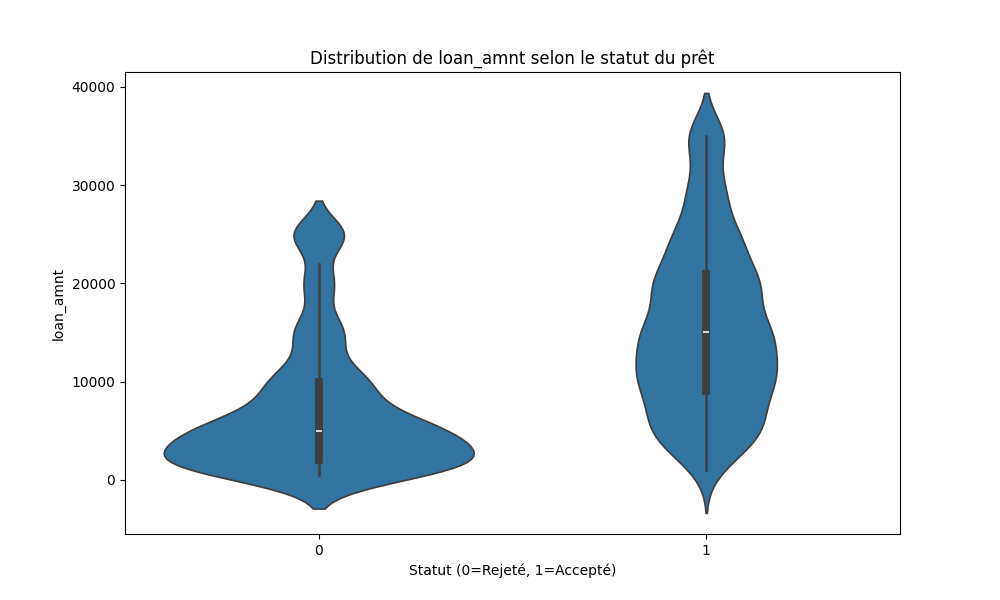 Distribution de loan_amnt selon le statut du prêt
40000
30000
20000
10000
0
loan_amnt
0 1
Statut (0=Rejeté, 1=Accepté)